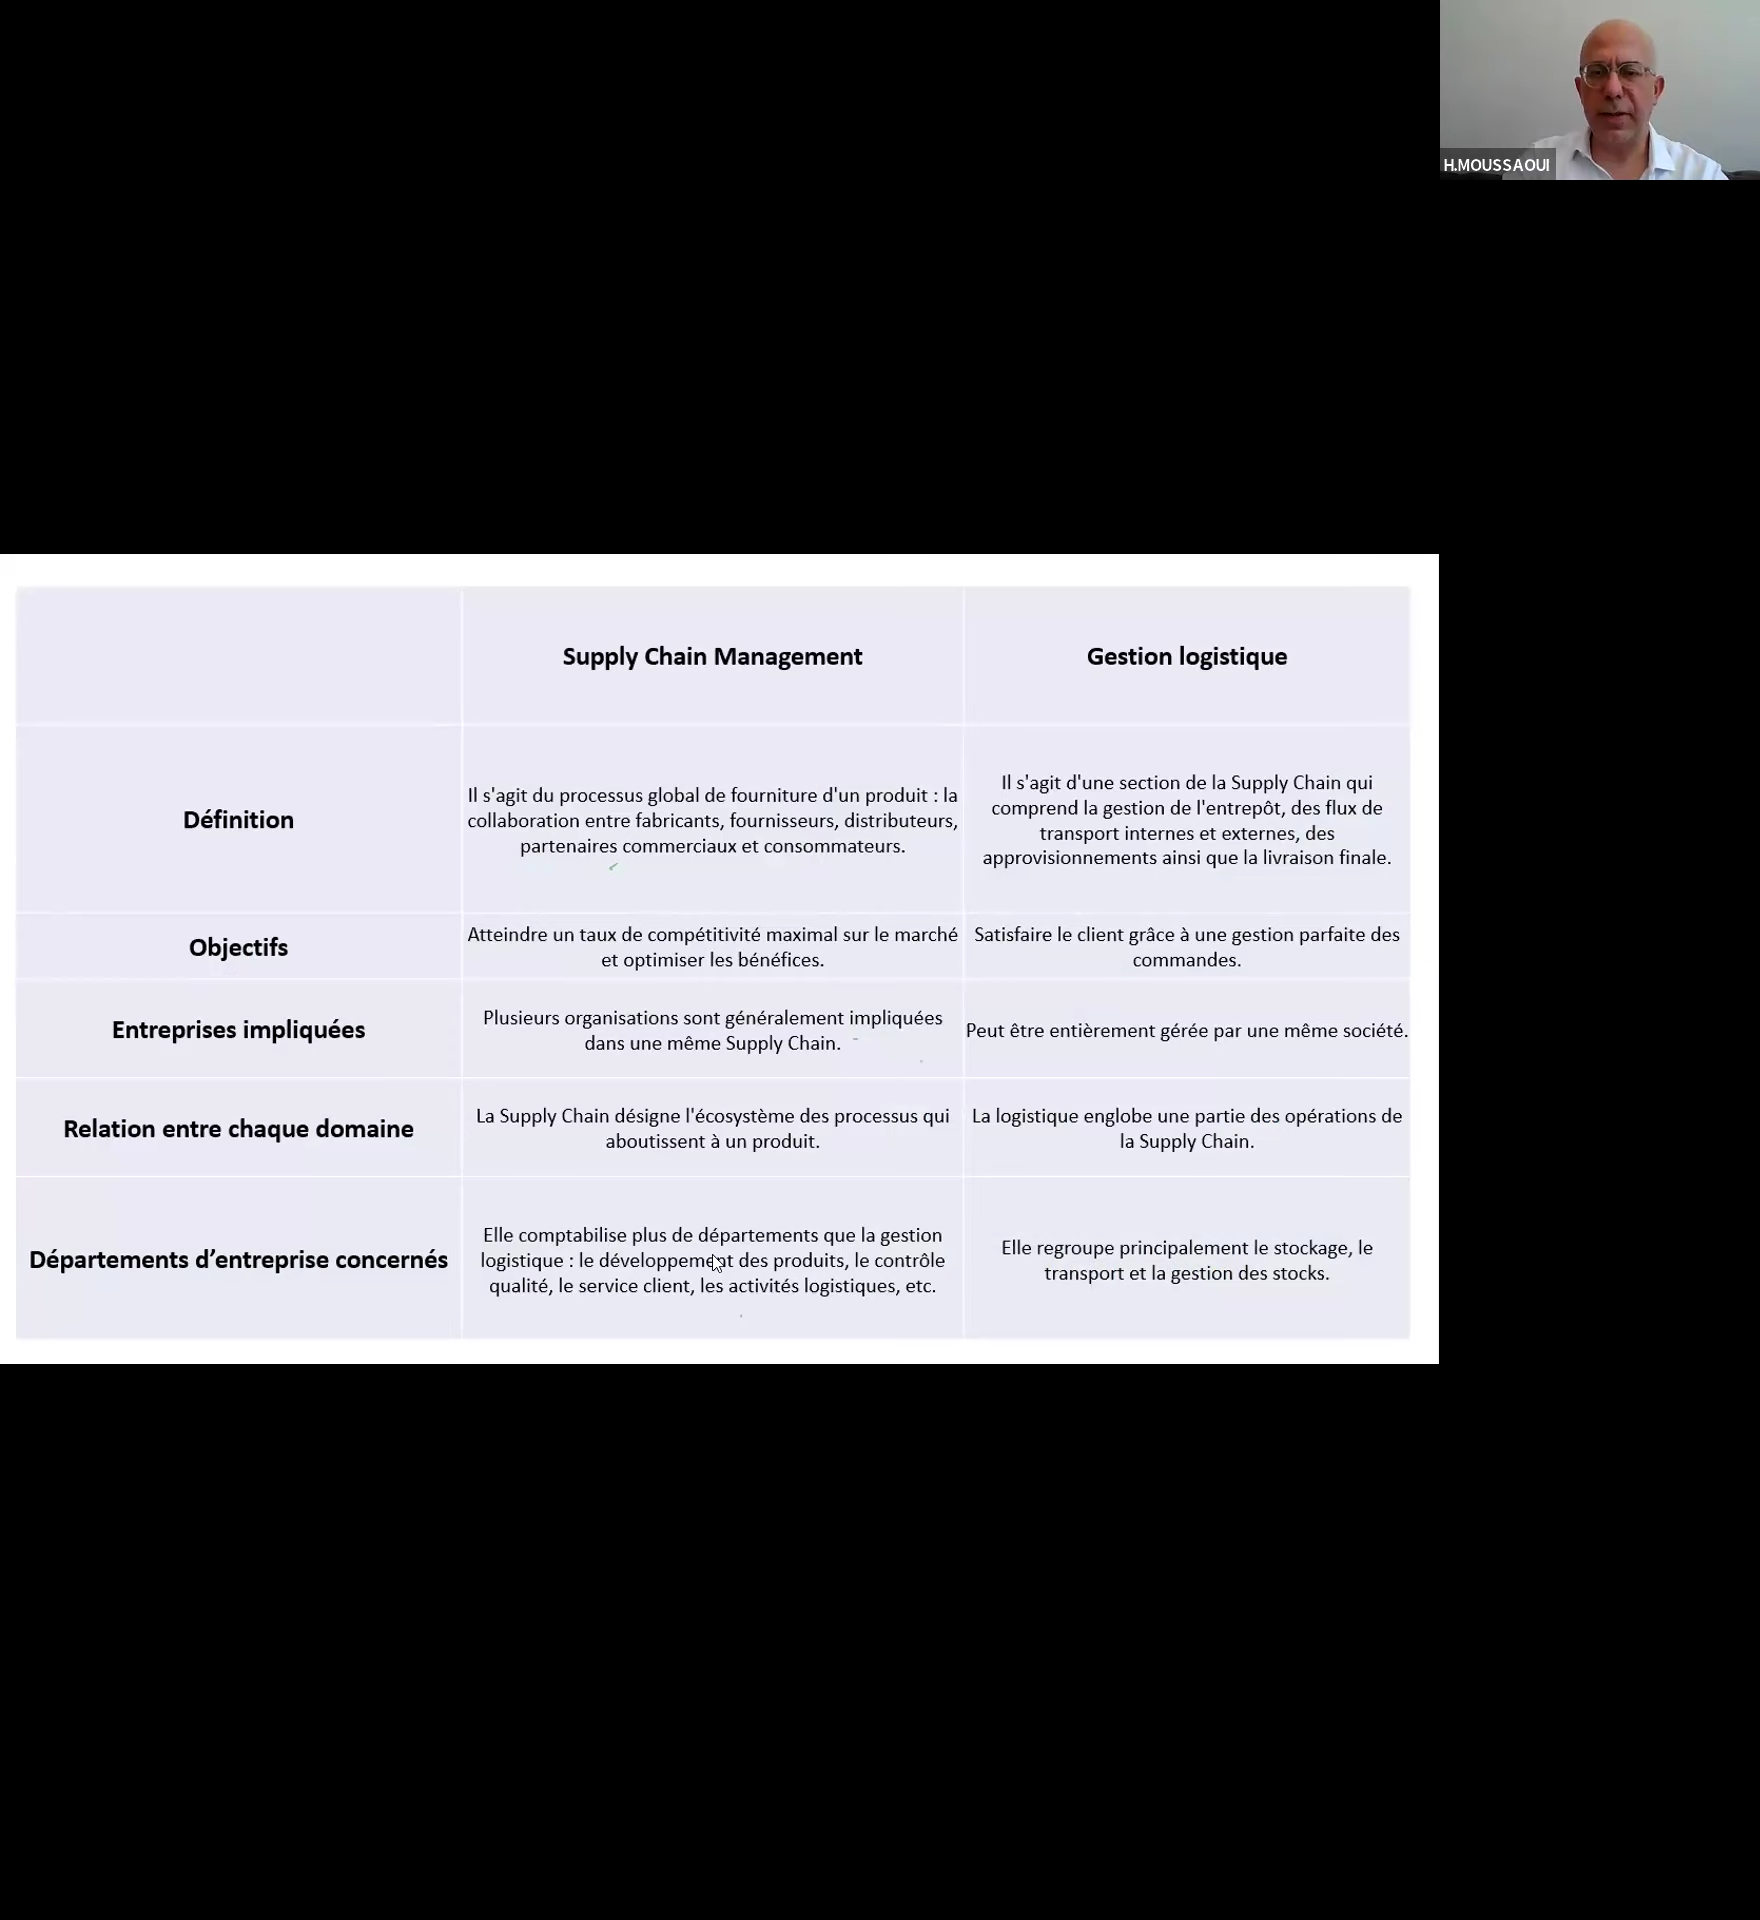 H.MOUSSAOUI
Supply Chain Management
Gestion logistique
Définition
Il s'agit du processus global de fourniture d'un produit : la
collaboration entre fabricants, fournisseurs, distributeurs,
partenaires commerciaux et consommateurs.
Il s'agit d'une section de la Supply Chain qui
comprend la gestion de l'entrepôt, des flux de
transport internes et externes, des
approvisionnements ainsi que la livraison finale.
Objectifs
Atteindre un taux de compétitivité maximal sur le marché
et optimiser les bénéfices.
Satisfaire le client grâce à une gestion parfaite des
commandes.
Entreprises impliquées
Plusieurs organisations sont généralement impliquées
dans une même Supply Chain.
Peut être entièrement gérée par une même société.
Relation entre chaque domaine
La Supply Chain désigne l'écosystème des processus qui
aboutissent à un produit.
La logistique englobe une partie des opérations de
la Supply Chain.
Départements d’entreprise concernés
Elle comptabilise plus de départements que la gestion
logistique : le développement des produits, le contrôle
qualité, le service client, les activités logistiques, etc.
Elle regroupe principalement le stockage, le
transport et la gestion des stocks.